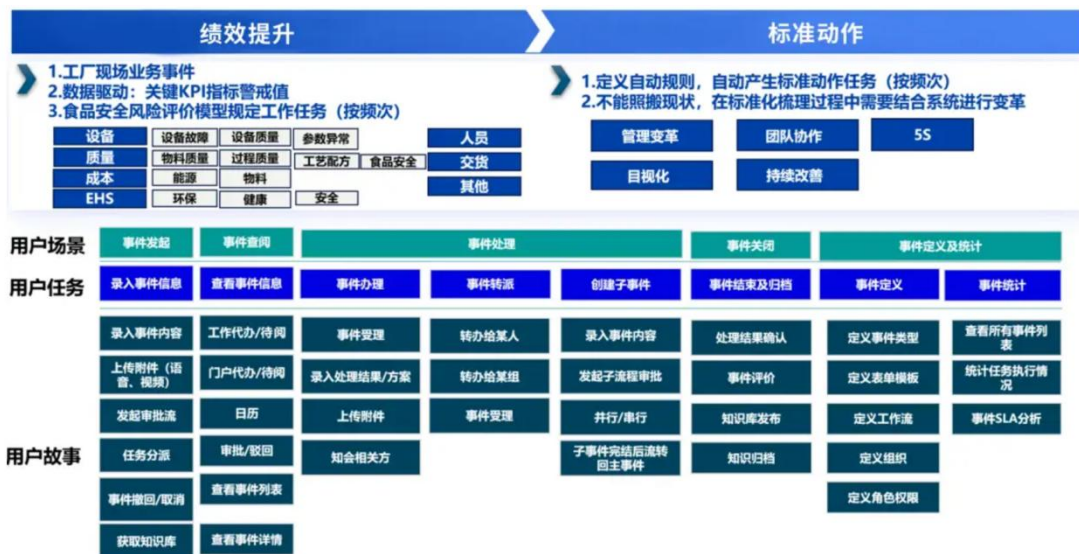 绩效提升
标准动作
1.工厂现场业务事件
2.数据驱动：关键KPI指标警戒值
3.食品安全风险评价模型规定工作任务（按频次）
1.定义自动规则，自动产生标准动作任务（按频次）
2.不能照搬现状，在标准化梳理过程中需要结合系统进行变革
设备 设备故障 设备质量 参数异常 人员
质量 物料质量 过程质量 工艺配方 食品安全 交货
成本 能源 物料 其他
EHS 环保 健康 安全
管理变革 团队协作 5S
目视化 持续改善
用户场景 事件发起 事件查阅 事件处理 事件关闭 事件定义及统计
用户任务 录入事件信息 查看事件信息 事件办理 事件转派 创建子事件 事件结束及归档 事件定义 事件统计
用户故事
录入事件内容
上传附件（语
音、视频）
发起审批流
任务分派
事件撤回/取消
获取知识库
工作代办/待阅
门户代办/待阅
日历
审批/驳回
查看事件列表
查看事件详情
事件受理
录入处理结果/方案
上传附件
知会相关方
转办给某人
转办给某组
事件受理
录入事件内容
发起子流程审批
并行/串行
子事件完结后流转
回主事件
处理结果确认
事件评价
知识库发布
知识归档
定义事件类型
定义表单模板
定义工作流
定义组织
定义角色权限
查看所有事件列
表
统计任务执行情
况
事件SLA分析